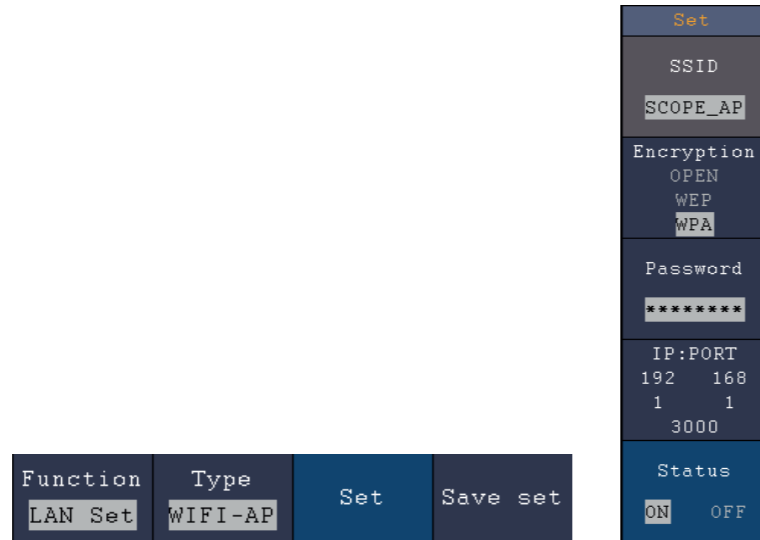 Set
SSID
SCOPE_AP
Encryption
OPEN
WEP
WPA
Password
********
IP:PORT
192 168
1 1
3000
Status
ON OFF
Function Type Set Save set
LAN Set WIFI-AP